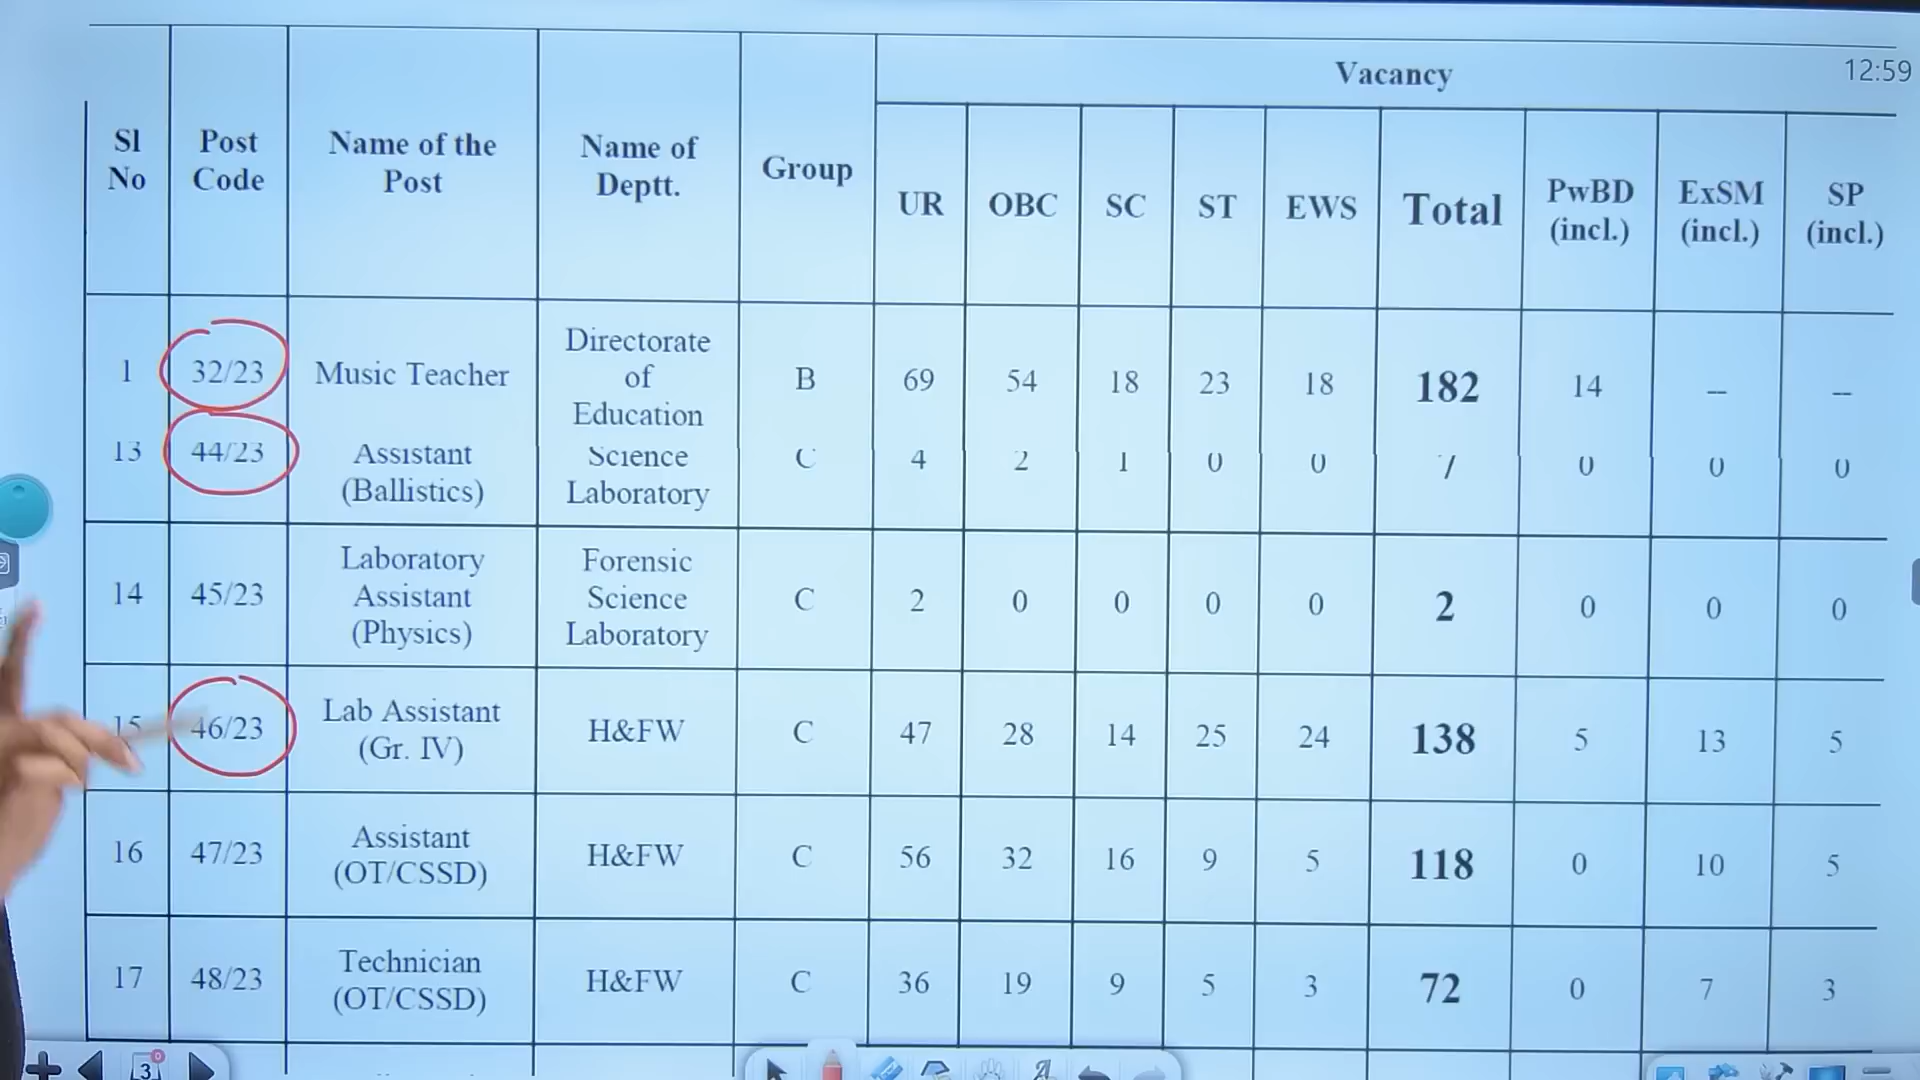 12:59
Vacancy
Sl No | Post Code | Name of the Post | Name of Deptt. | Group | UR | OBC | SC | ST | EWS | Total | PwBD (incl.) | ExSM (incl.) | SP (incl.)
1 | 32/23 | Music Teacher | Directorate of Education | B | 69 | 54 | 18 | 23 | 18 | 182 | 14 | -- | --
13 | 44/23 | Assistant (Ballistics) | Science Laboratory | C | 4 | 2 | 1 | 0 | 0 | 7 | 0 | 0 | 0
14 | 45/23 | Laboratory Assistant (Physics) | Forensic Science Laboratory | C | 2 | 0 | 0 | 0 | 0 | 2 | 0 | 0 | 0
15 | 46/23 | Lab Assistant (Gr. IV) | H&FW | C | 47 | 28 | 14 | 25 | 24 | 138 | 5 | 13 | 5
16 | 47/23 | Assistant (OT/CSSD) | H&FW | C | 56 | 32 | 16 | 9 | 5 | 118 | 0 | 10 | 5
17 | 48/23 | Technician (OT/CSSD) | H&FW | C | 36 | 19 | 9 | 5 | 3 | 72 | 0 | 7 | 3
3
0